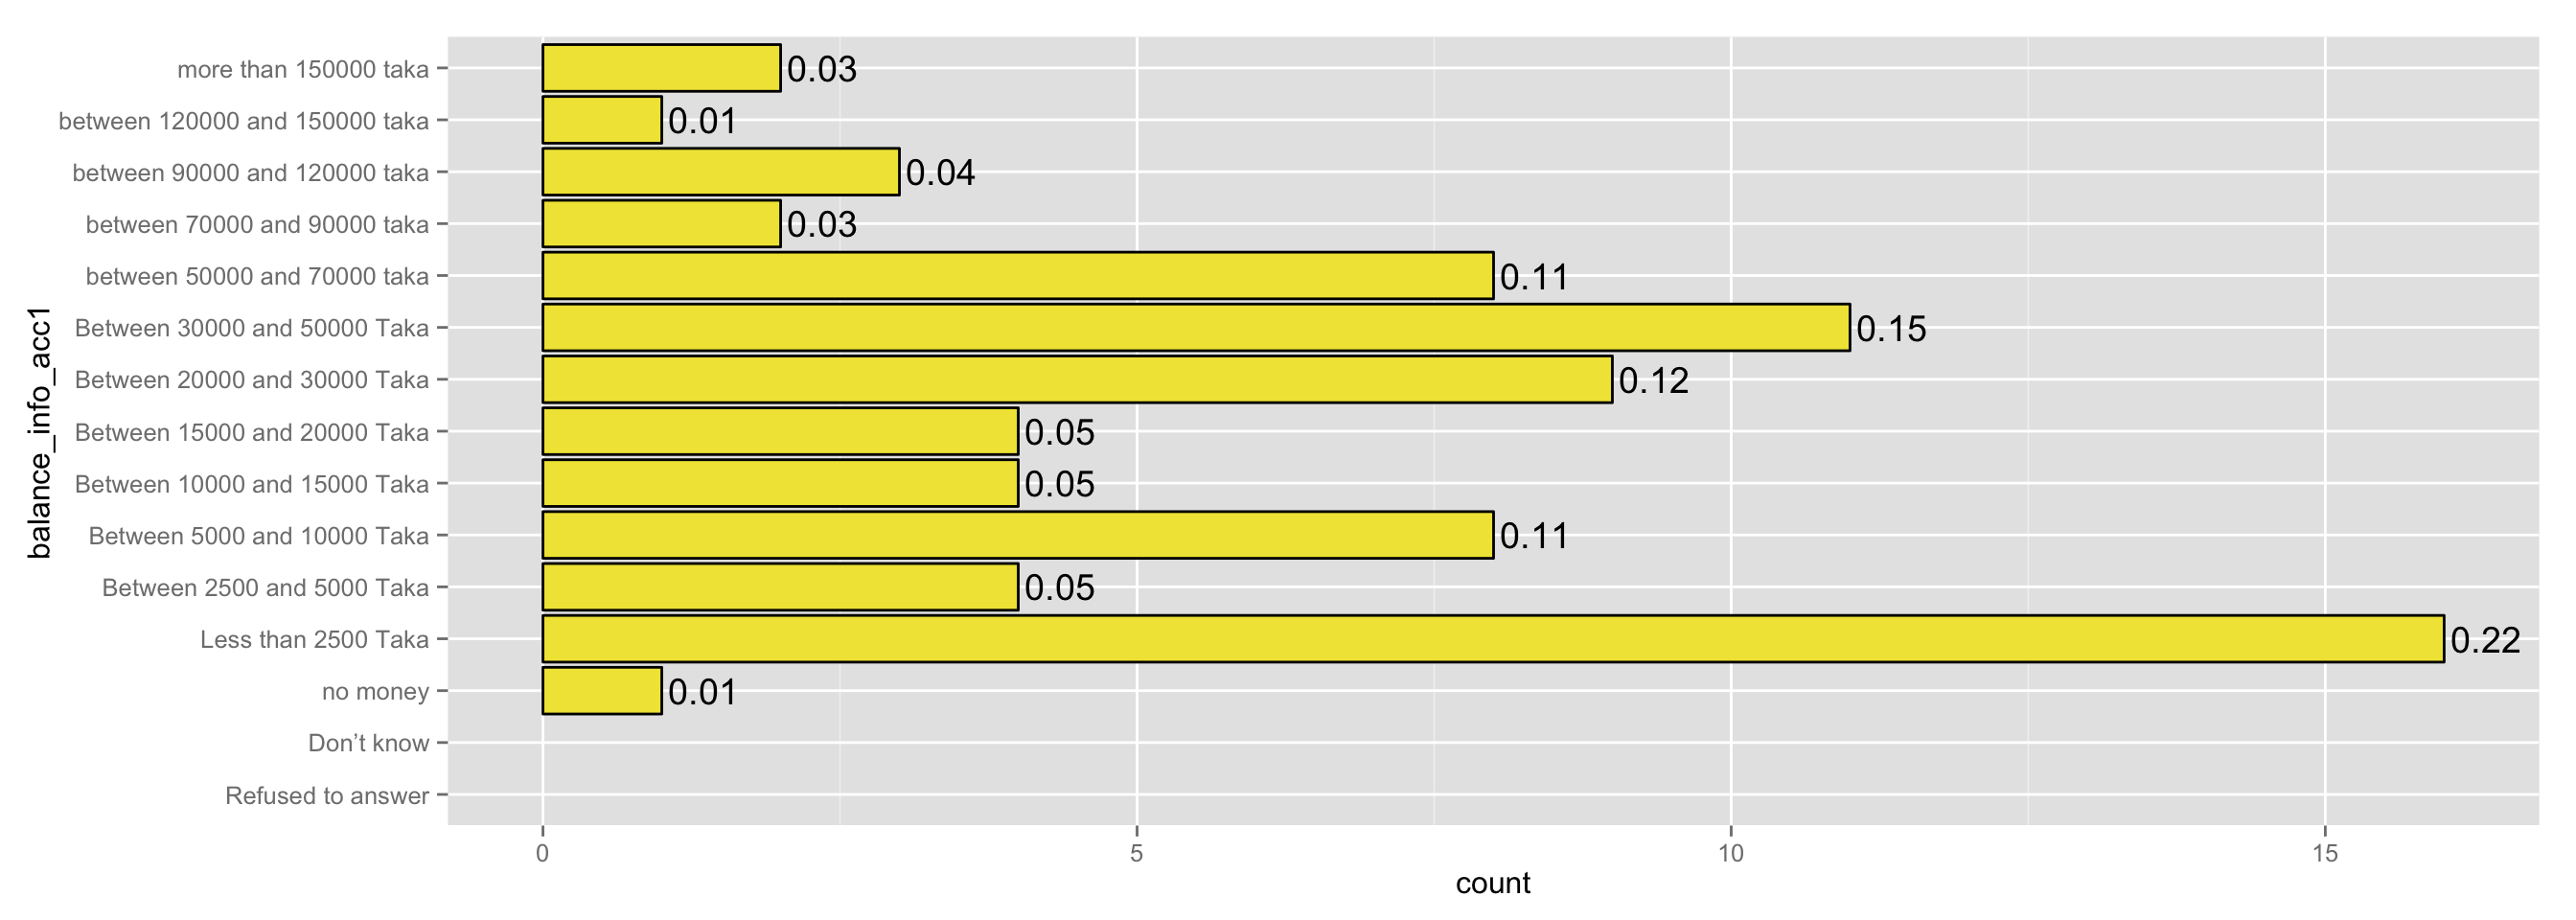 more than 150000 taka
0.03
between 120000 and 150000 taka
0.01
between 90000 and 120000 taka
0.04
between 70000 and 90000 taka
0.03
between 50000 and 70000 taka
0.11
Between 30000 and 50000 Taka
0.15
Between 20000 and 30000 Taka
0.12
Between 15000 and 20000 Taka
0.05
Between 10000 and 15000 Taka
0.05
Between 5000 and 10000 Taka
0.11
Between 2500 and 5000 Taka
0.05
Less than 2500 Taka
0.22
no money
0.01
Don’t know
Refused to answer
balance_info_acc1
0 5 10 15
count